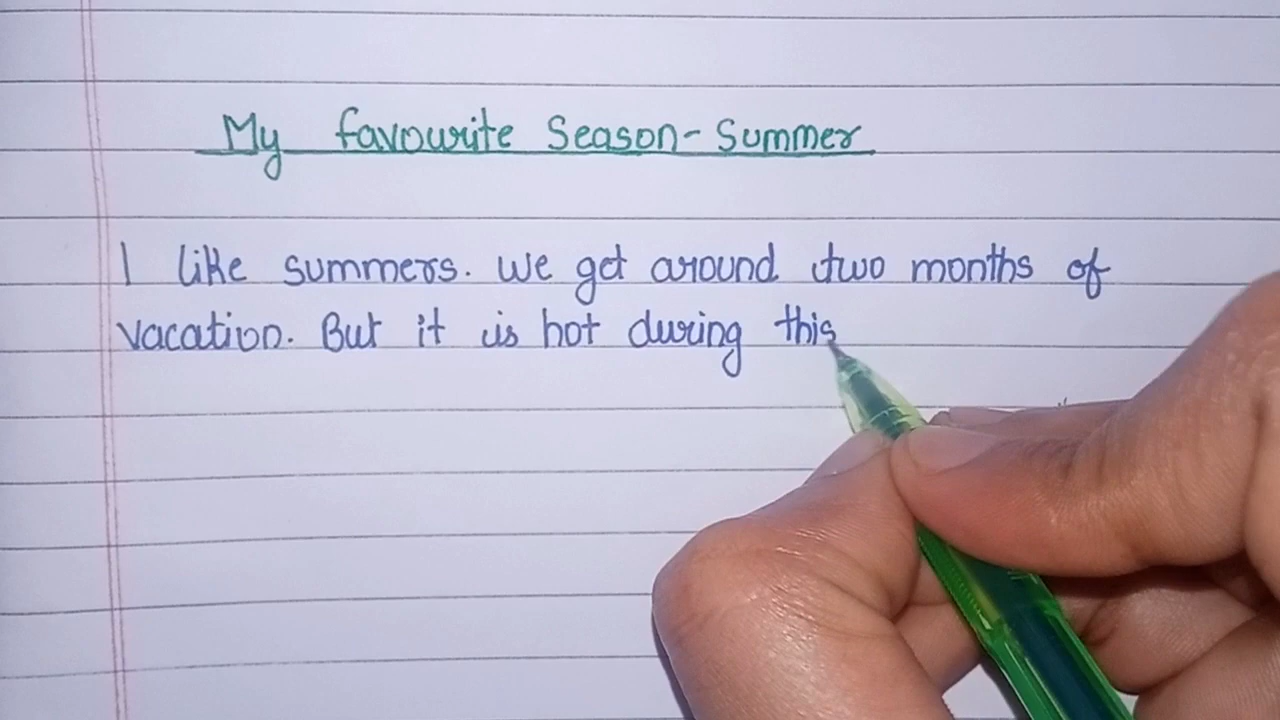 My favourite Season-Summer
I like summers. We get around two months of
vacation. But it is hot during this